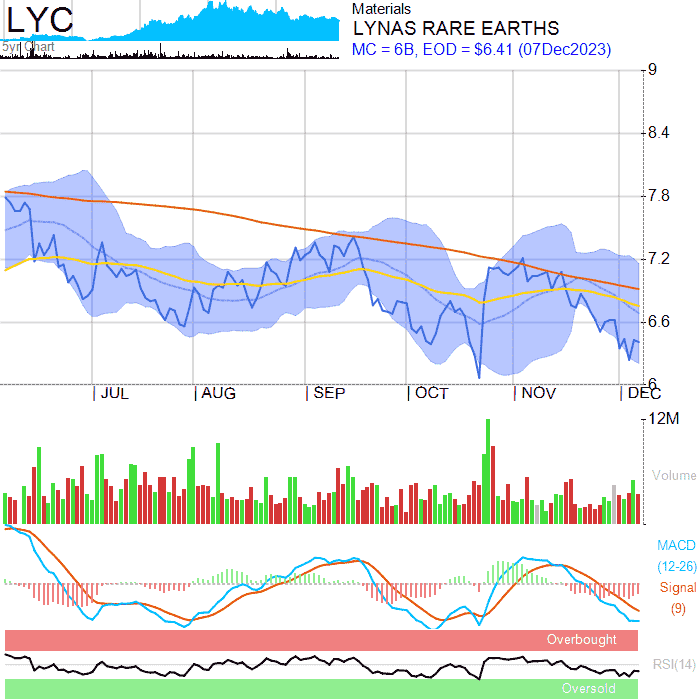 LYC
5yr Chart
Materials
LYNAS RARE EARTHS
MC = 6B, EOD = $6.41 (07Dec2023)
9
8.4
7.8
7.2
6.6
6
JUL AUG SEP OCT NOV DEC
12M
Volume
MACD
(12-26)
Signal
(9)
Overbought
RSI(14)
Oversold